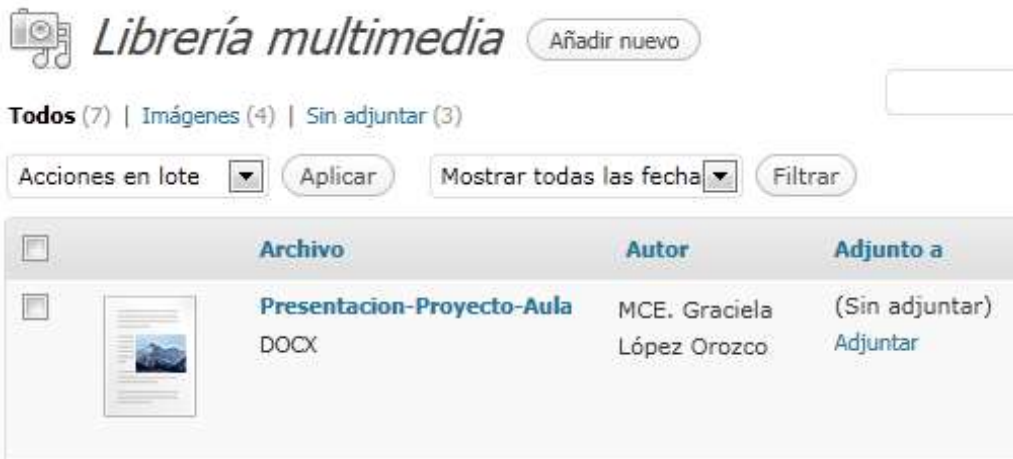 Librería multimedia Añadir nuevo
Todos (7) | Imágenes (4) | Sin adjuntar (3)
Acciones en lote Aplicar Mostrar todas las fecha Filtrar
Archivo Autor Adjunto a
Presentacion-Proyecto-Aula MCE. Graciela (Sin adjuntar)
DOCX López Orozco Adjuntar